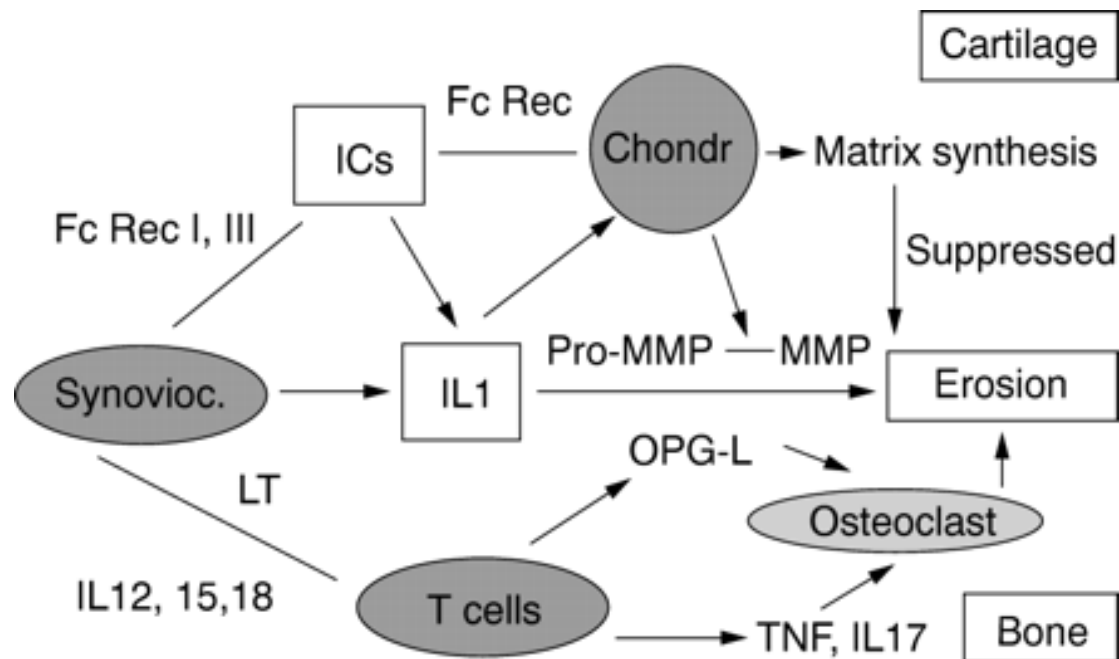 Cartilage
Fc Rec
ICs
Chondr
Matrix synthesis
Fc Rec I, III
Suppressed
Pro-MMP
MMP
Synovioc.
IL1
Erosion
OPG-L
LT
Osteoclast
IL12, 15,18
T cells
TNF, IL17
Bone